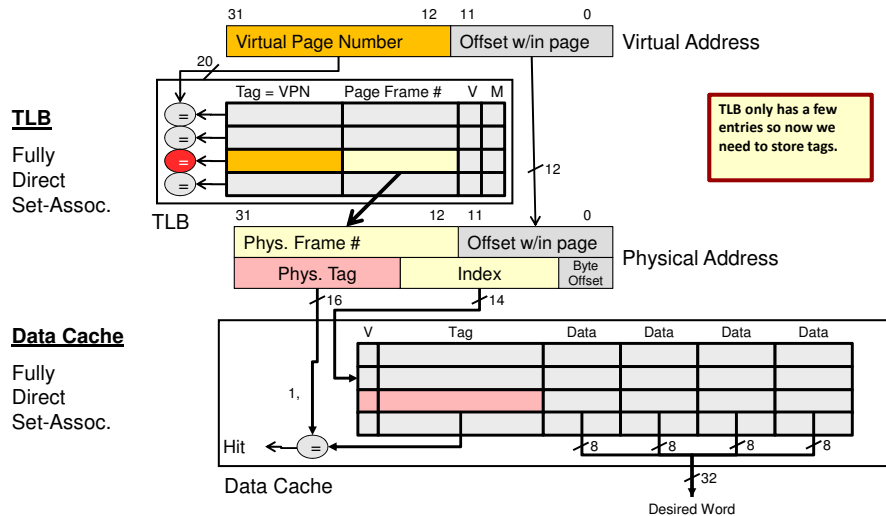 31 12 11 0
Virtual Page Number Offset w/in page Virtual Address
20
Tag = VPN Page Frame # V M
TLB
Fully
Direct
Set-Assoc.
=
=
=
=
12
TLB only has a few
entries so now we
need to store tags.
TLB
31 12 11 0
Phys. Frame # Offset w/in page
Physical Address
Phys. Tag Index Byte
Offset
16 14
Data Cache
Fully
Direct
Set-Assoc.
V Tag Data Data Data Data
1,
Hit = 8 8 8 8
32
Data Cache
Desired Word